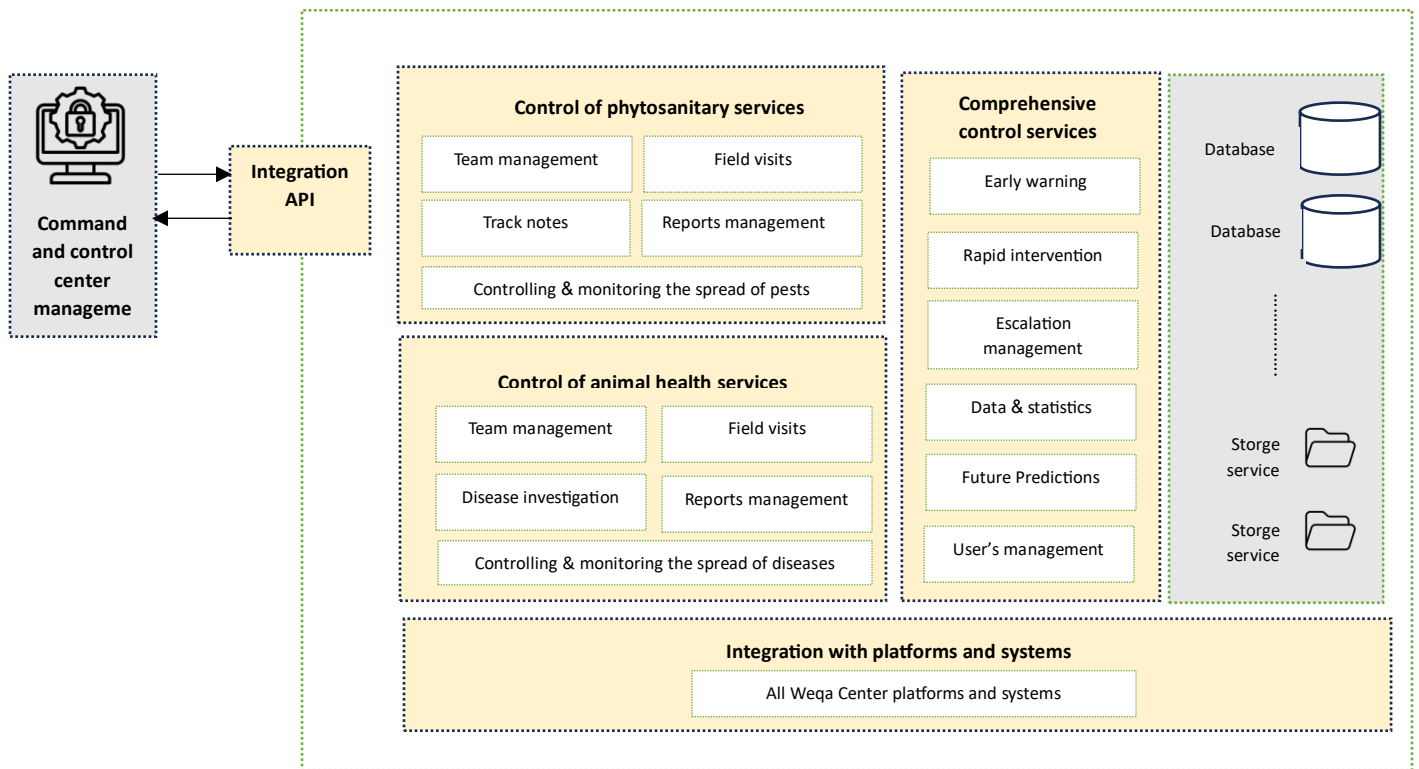 Command
and control
center
manageme
Integration
API
Control of phytosanitary services
Team management
Field visits
Track notes
Reports management
Controlling & monitoring the spread of pests
Control of animal health services
Team management
Field visits
Disease investigation
Reports management
Controlling & monitoring the spread of diseases
Comprehensive
control services
Early warning
Rapid intervention
Escalation
management
Data & statistics
Future Predictions
User’s management
Database
Database
Storge
service
Storge
service
Integration with platforms and systems
All Weqa Center platforms and systems